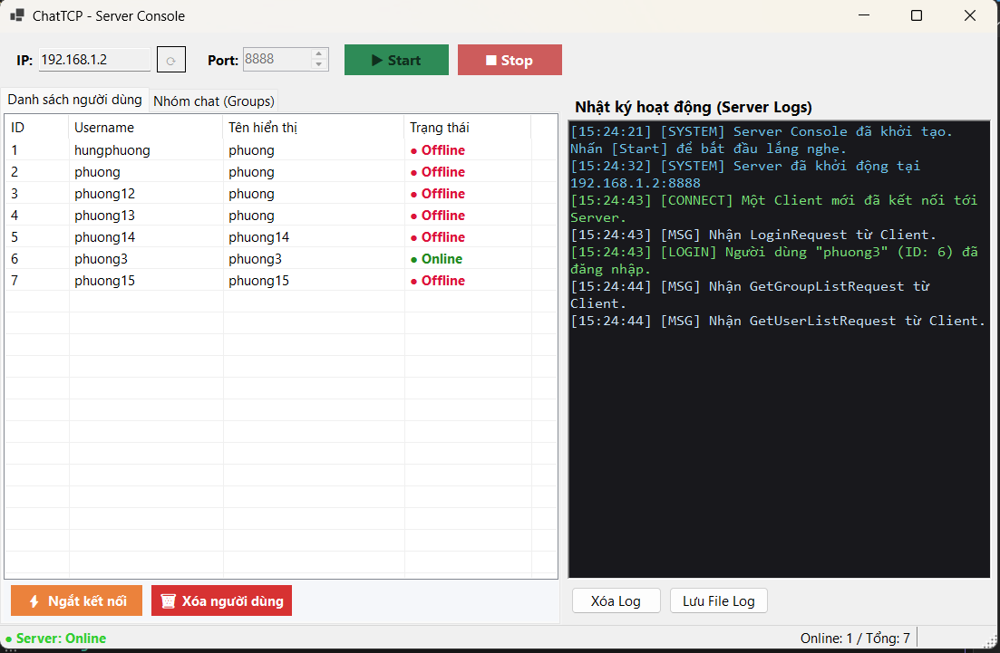 ChatTCP - Server Console
IP: 192.168.1.2 Port: 8888 Start Stop
Danh sách người dùng Nhóm chat (Groups)
ID Username Tên hiển thị Trạng thái
1 hungphuong phuong ● Offline
2 phuong phuong ● Offline
3 phuong12 phuong ● Offline
4 phuong13 phuong ● Offline
5 phuong14 phuong14 ● Offline
6 phuong3 phuong3 ● Online
7 phuong15 phuong15 ● Offline
Ngắt kết nối Xóa người dùng
Nhật ký hoạt động (Server Logs)
[15:24:21] [SYSTEM] Server Console đã khởi tạo.
Nhấn [Start] để bắt đầu lắng nghe.
[15:24:32] [SYSTEM] Server đã khởi động tại
192.168.1.2:8888
[15:24:43] [CONNECT] Một Client mới đã kết nối tới
Server.
[15:24:43] [MSG] Nhận LoginRequest từ Client.
[15:24:43] [LOGIN] Người dùng "phuong3" (ID: 6) đã
đăng nhập.
[15:24:44] [MSG] Nhận GetGroupListRequest từ
Client.
[15:24:44] [MSG] Nhận GetUserListRequest từ Client.
Xóa Log Lưu File Log
● Server: Online Online: 1 / Tổng: 7